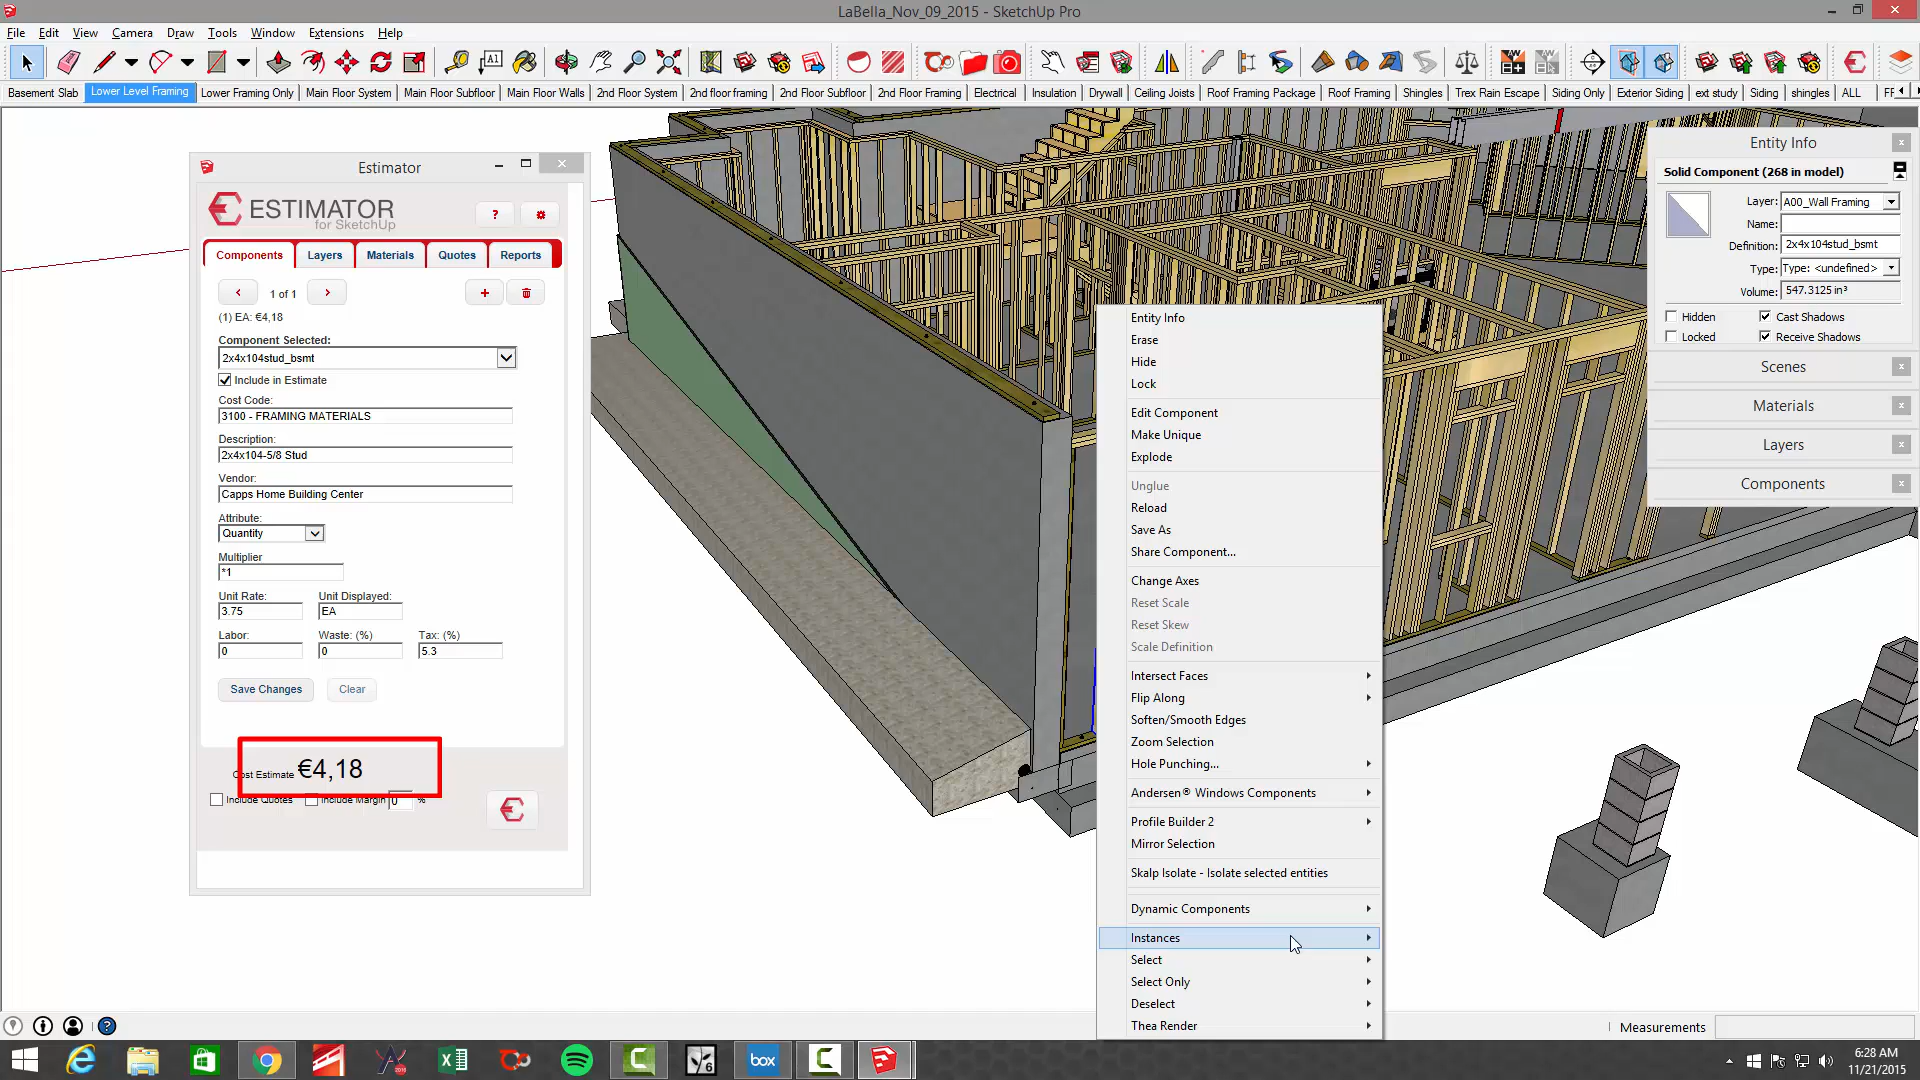 LaBella_Nov_09_2015 - SketchUp Pro
File Edit View Camera Draw Tools Window Extensions Help
Basement Slab Lower Level Framing Lower Framing Only Main Floor System Main Floor Subfloor Main Floor Walls 2nd Floor System 2nd floor framing 2nd Floor Subfloor 2nd Floor Framing Electrical Insulation Drywall Ceiling Joists Roof Framing Package Roof Framing Shingles Trex Rain Escape Siding Only Exterior Siding ext study Siding shingles ALL
Estimator
ESTIMATOR
for SketchUp
?
Components Layers Materials Quotes Reports
< 1 of 1 > +
(1) EA: €4,18
Component Selected:
2x4x104stud_bsmt
Include in Estimate
Cost Code:
3100 - FRAMING MATERIALS
Description:
2x4x104-5/8 Stud
Vendor:
Capps Home Building Center
Attribute:
Quantity
Multiplier
*1
Unit Rate: Unit Displayed:
3.75 EA
Labor: Waste: (%) Tax: (%)
0 0 5.3
Save Changes Clear
Cost Estimate €4,18
Include Quotes Include Margin 0 %
Entity Info
Erase
Hide
Lock
Edit Component
Make Unique
Explode
Unglue
Reload
Save As
Share Component...
Change Axes
Reset Scale
Reset Skew
Scale Definition
Intersect Faces
Flip Along
Soften/Smooth Edges
Zoom Selection
Hole Punching...
Andersen® Windows Components
Profile Builder 2
Mirror Selection
Skalp Isolate - Isolate selected entities
Dynamic Components
Instances
Select
Select Only
Deselect
Thea Render
Entity Info
Solid Component (268 in model)
Layer: A00_Wall Framing
Name:
Definition: 2x4x104stud_bsmt
Type: Type: <undefined>
Volume: 547.3125 in³
Hidden Cast Shadows
Locked Receive Shadows
Scenes
Materials
Layers
Components
Measurements
box
6:28 AM
11/21/2015